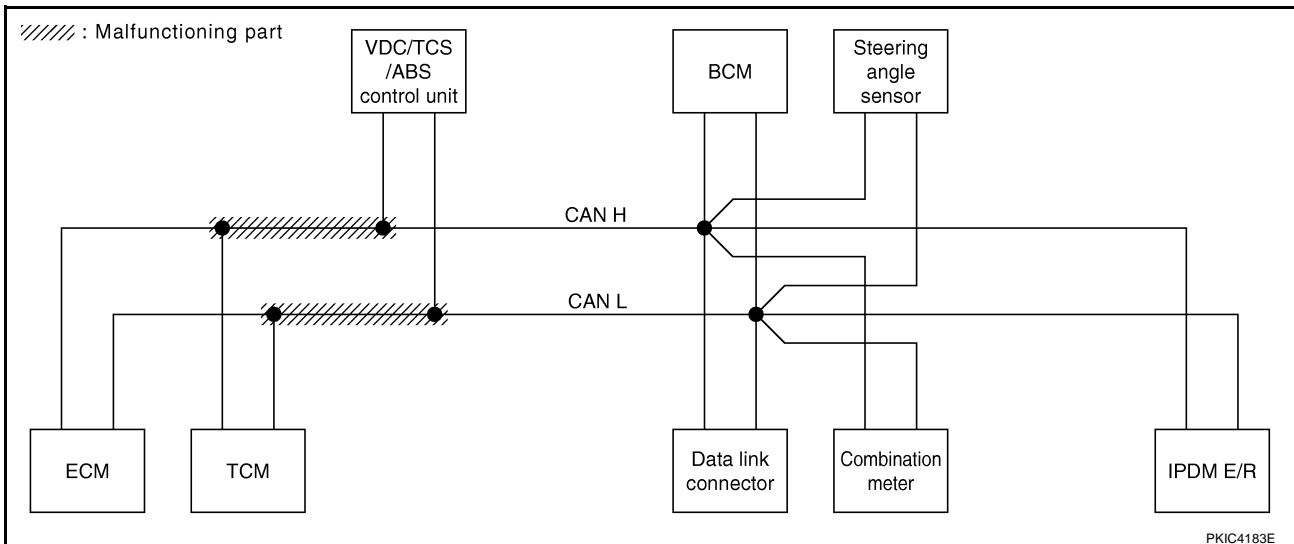 : Malfunctioning part
VDC/TCS
/ABS
control unit
BCM
Steering
angle
sensor
CAN H
CAN L
ECM
TCM
Data link
connector
Combination
meter
IPDM E/R
PKIC4183E